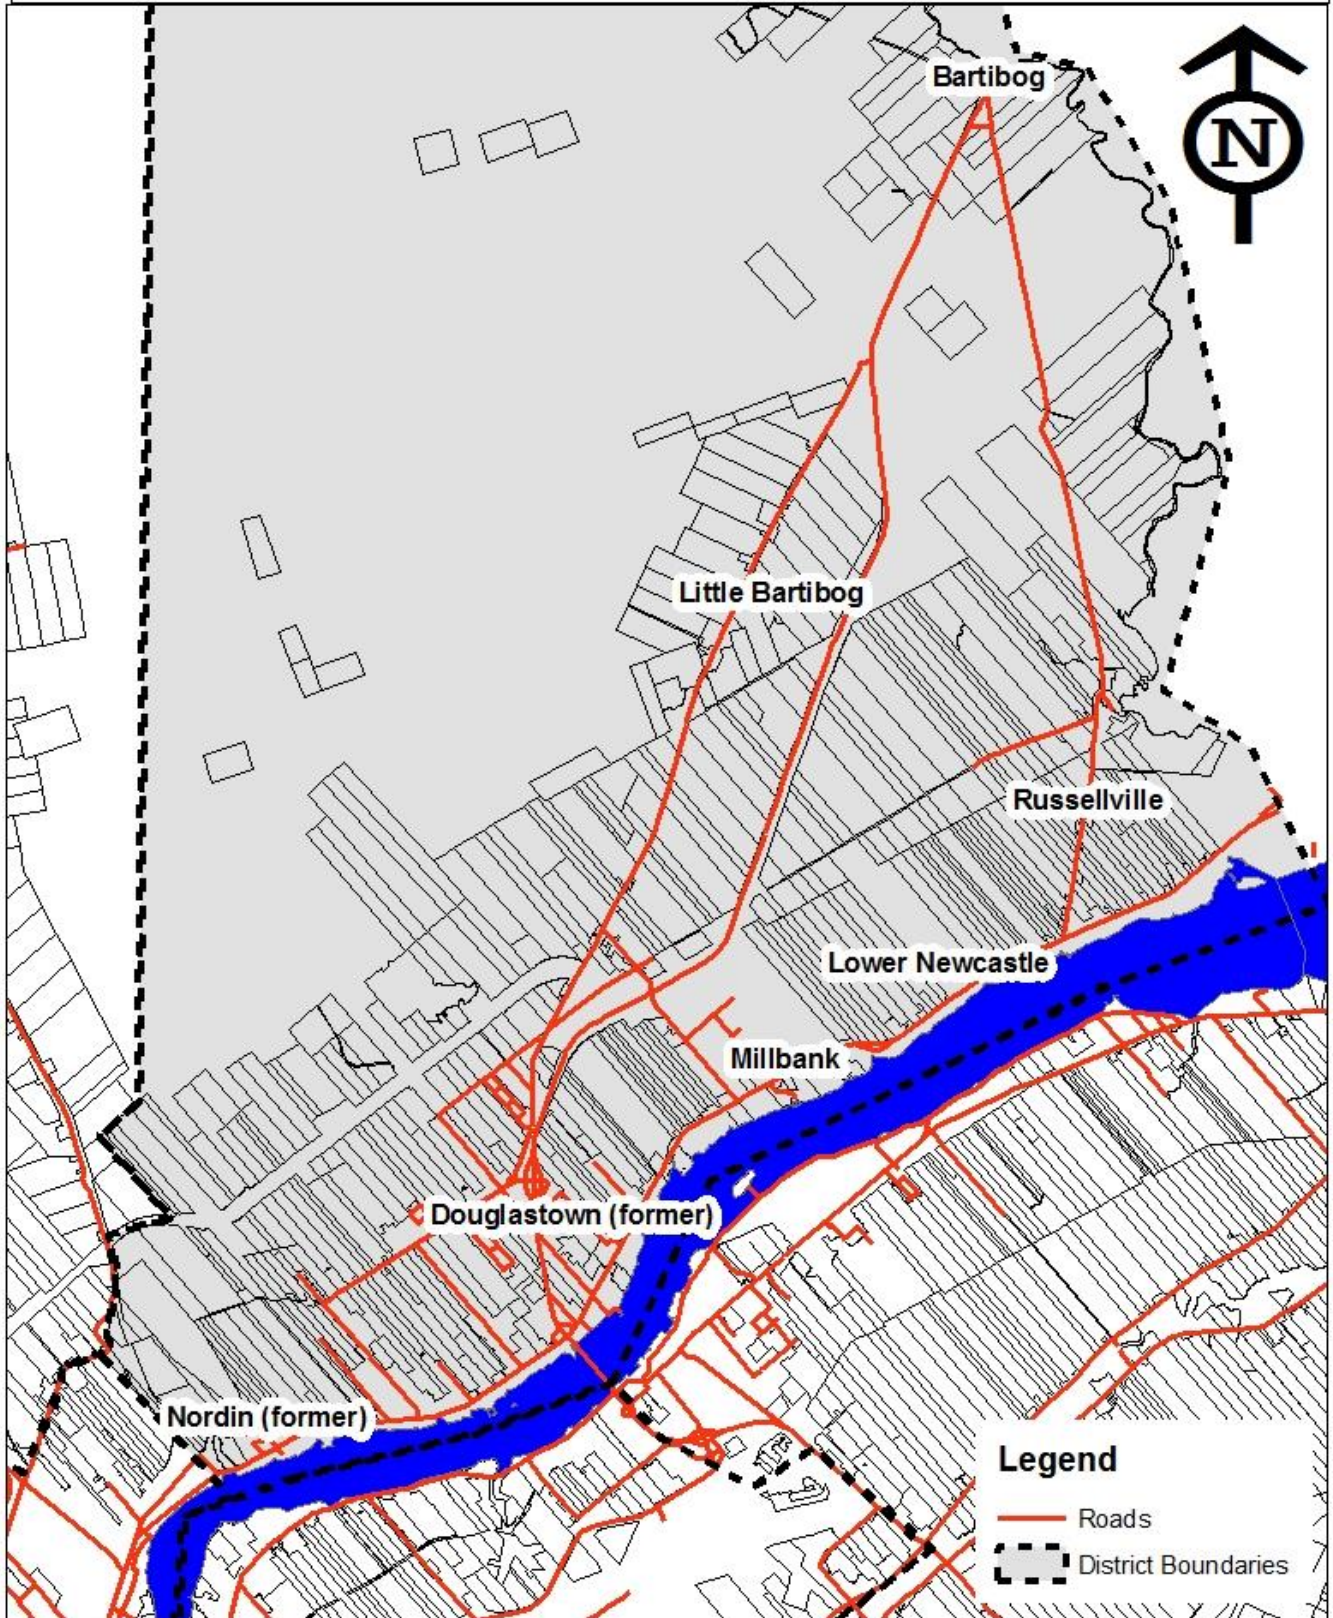 Bartibog
N
Little Bartibog
Russellville
Lower Newcastle
Millbank
Douglastown (former)
Nordin (former)
Legend
Roads
District Boundaries